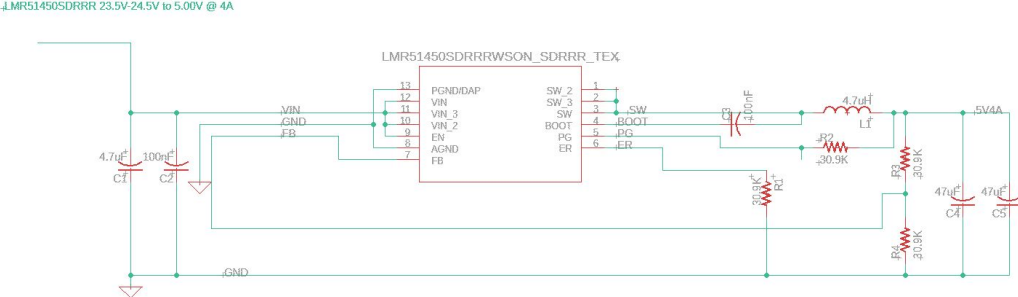 LMR51450SDRRR 23.5V-24.5V to 5.00V @ 4A
LMR51450SDRRRWSON_SDRRR_TEX
13 PGND/DAP SW_2 1
12 VIN SW_3 2
11 VIN_3 SW 3
10 VIN_2 BOOT 4
9 EN PG 5
8 AGND ER 6
7 FB
VIN
GND
FB
SW
BOOT
PG
ER
C3
100nF
4.7uH
L1
5V4A
R2
30.9K
R3
30.9K
4.7uF
C1
100nF
C2
30.9K
R1
47uF
C4
47uF
C5
R4
30.9K
GND